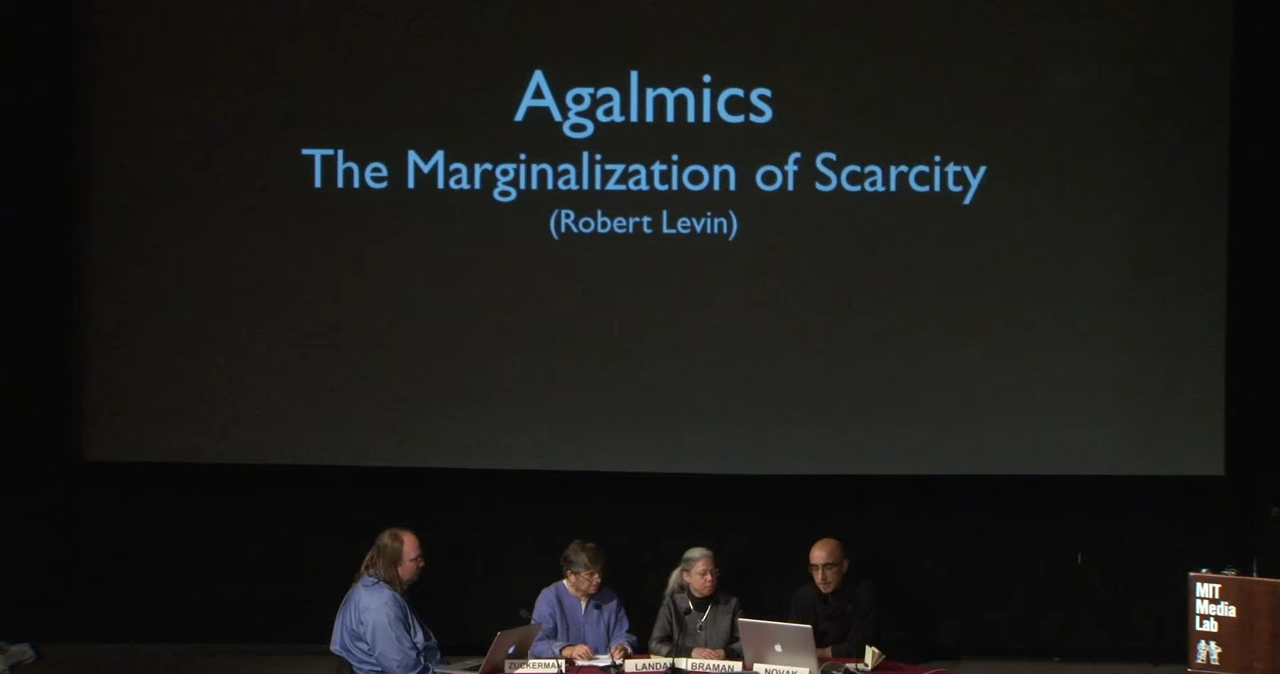 Agalmics
The Marginalization of Scarcity
(Robert Levin)
MIT
Media
Lab
ZUCKERMAN
LANDAU
BRAMAN
NOVAK